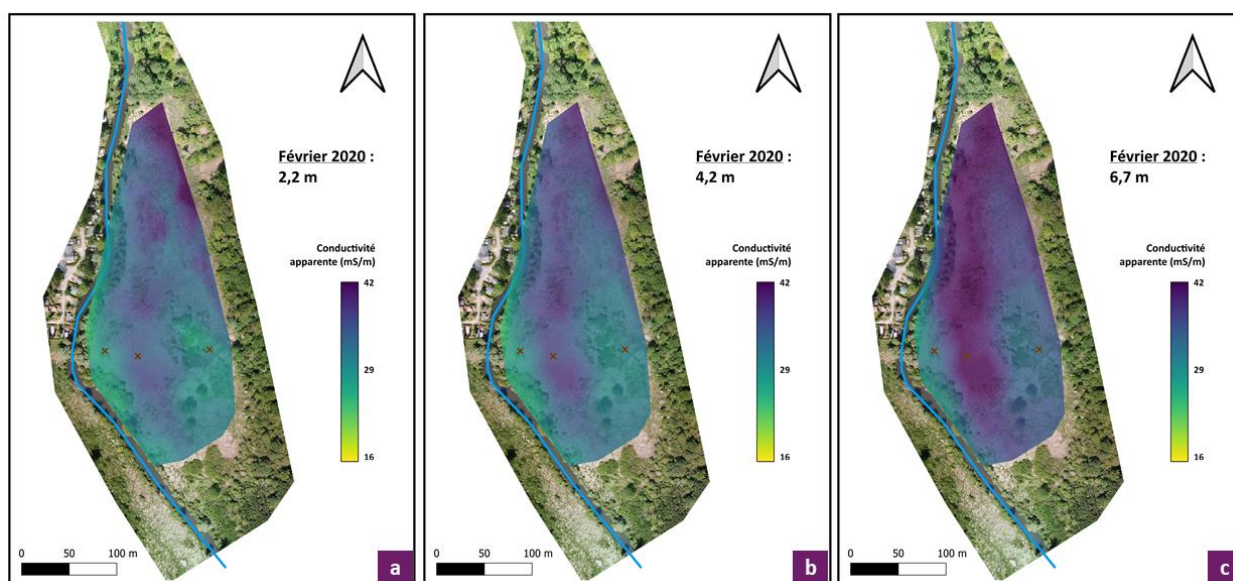 Février 2020 :
2,2 m
Conductivité
apparente (mS/m)
42
29
16
0 50 100 m
a
Février 2020 :
4,2 m
Conductivité
apparente (mS/m)
42
29
16
0 50 100 m
b
Février 2020 :
6,7 m
Conductivité
apparente (mS/m)
42
29
16
0 50 100 m
c